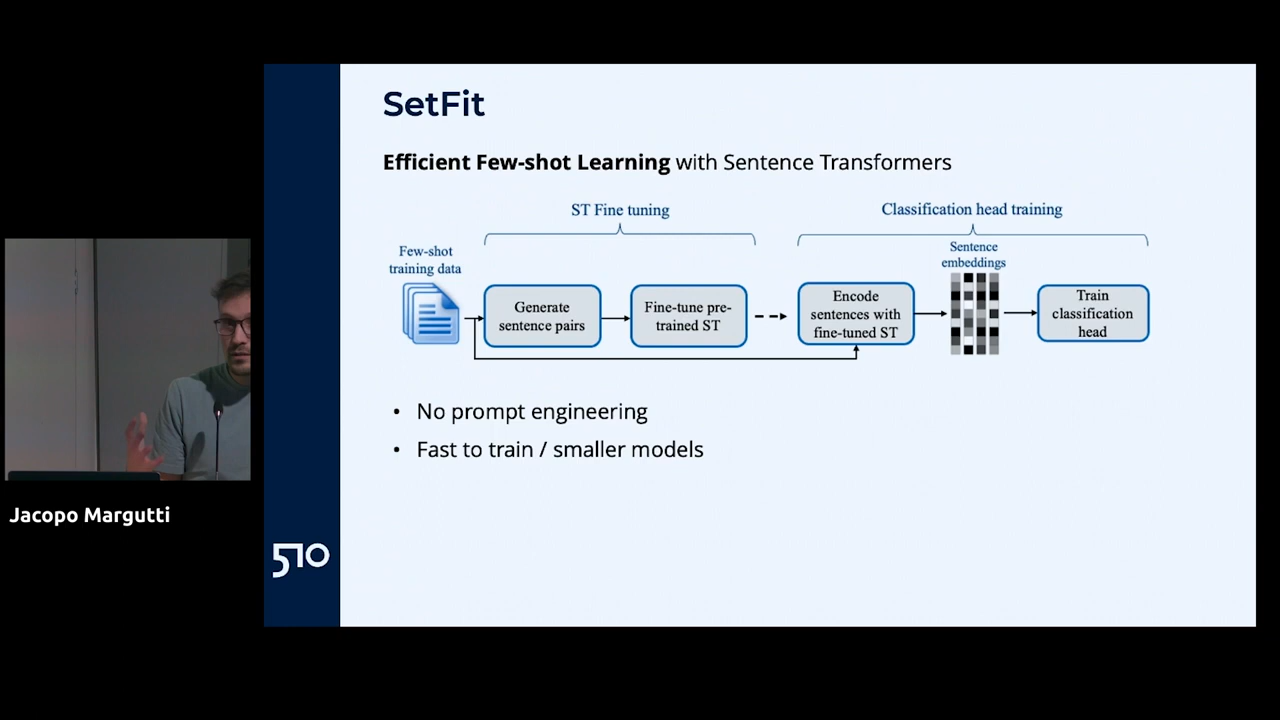 SetFit
Efficient Few-shot Learning with Sentence Transformers
ST Fine tuning
Classification head training
Few-shot
training data
Generate
sentence pairs
Fine-tune pre-
trained ST
Encode
sentences with
fine-tuned ST
Sentence
embeddings
Train
classification
head
• No prompt engineering
• Fast to train / smaller models
Jacopo Margutti
510